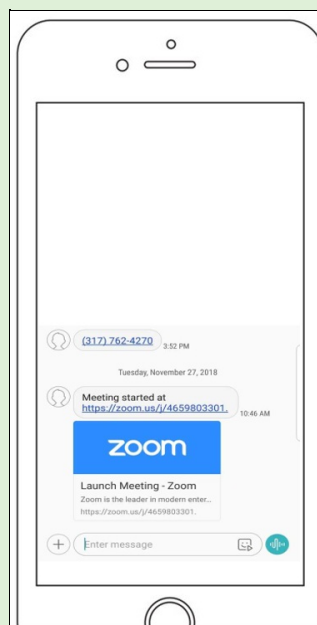 (317) 762-4270
3:52 PM
Tuesday, November 27, 2018
Meeting started at
https://zoom.us/j/4659803301.
10:46 AM
zoom
Launch Meeting - Zoom
Zoom is the leader in modern enter...
https://zoom.us/j/4659803301.
Enter message